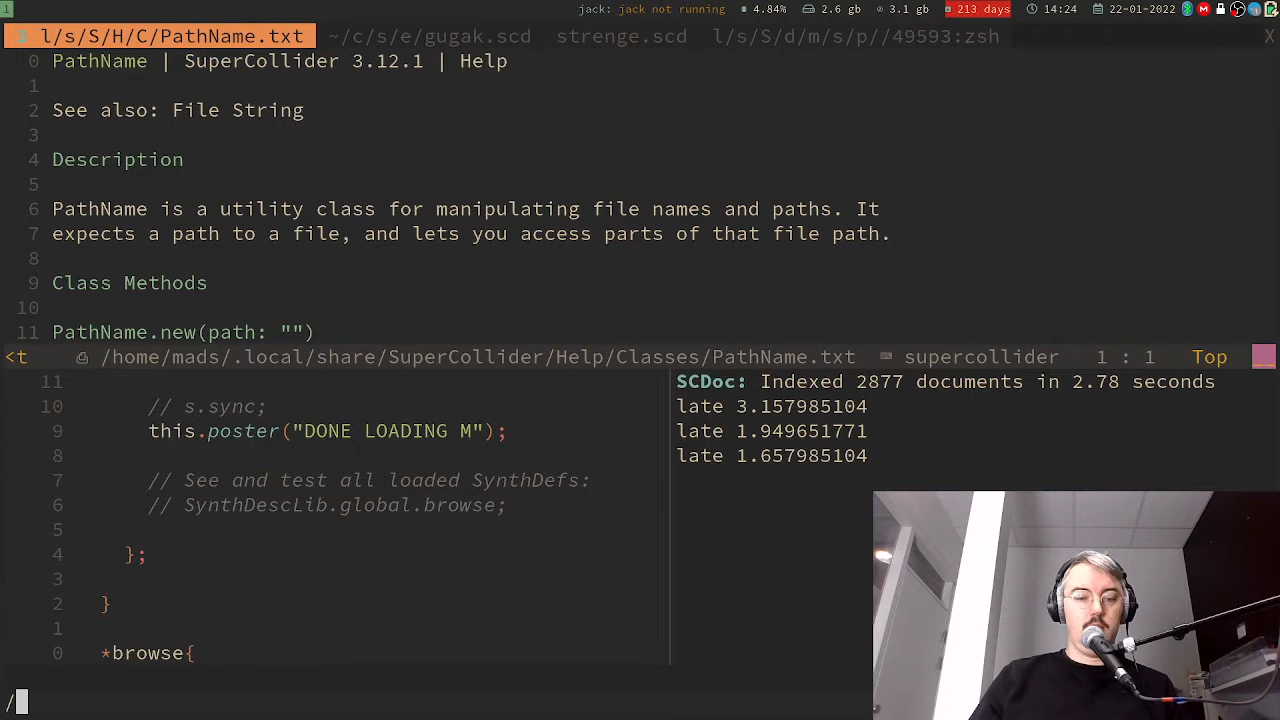 1 jack: jack not running 4.84% 2.6 gb 3.1 gb 213 days 14:24 22-01-2022
3 l/s/S/H/C/PathName.txt ~/c/s/e/gugak.scd strenge.scd l/s/S/d/m/s/p//49593:zsh X
0 PathName | SuperCollider 3.12.1 | Help
1
2 See also: File String
3
4 Description
5
6 PathName is a utility class for manipulating file names and paths. It
7 expects a path to a file, and lets you access parts of that file path.
8
9 Class Methods
10
11 PathName.new(path: "")
<t /home/mads/.local/share/SuperCollider/Help/Classes/PathName.txt supercollider 1 : 1 Top
11
10 // s.sync;
9 this.poster("DONE LOADING M");
8
7 // See and test all loaded SynthDefs:
6 // SynthDescLib.global.browse;
5
4 };
3
2 }
1
0 *browse{
SCDoc: Indexed 2877 documents in 2.78 seconds
late 3.157985104
late 1.949651771
late 1.657985104
/